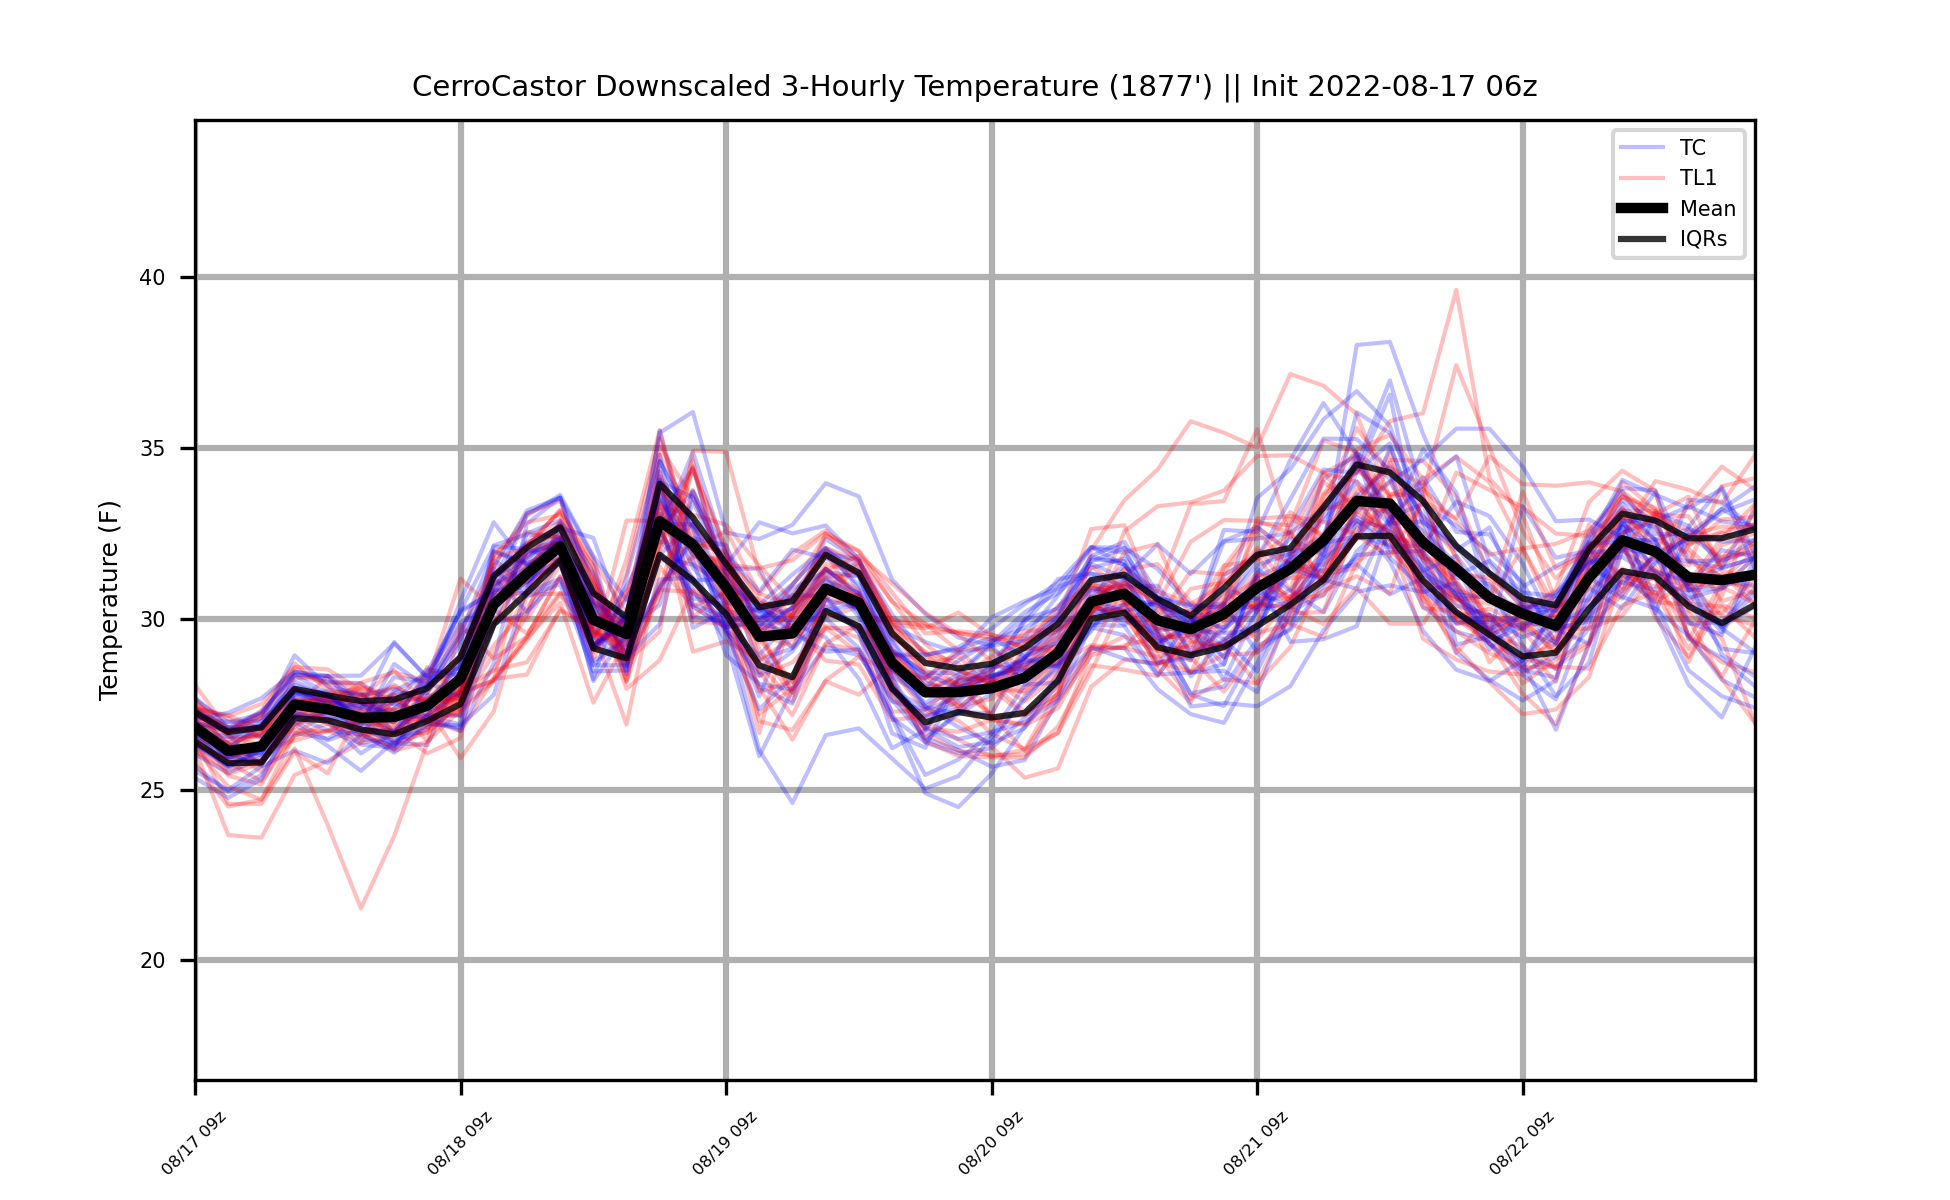 CerroCastor Downscaled 3-Hourly Temperature (1877') || Init 2022-08-17 06z
TC
TL1
Mean
IQRs
Temperature (F)
40
35
30
25
20
08/17 09z
08/18 09z
08/19 09z
08/20 09z
08/21 09z
08/22 09z